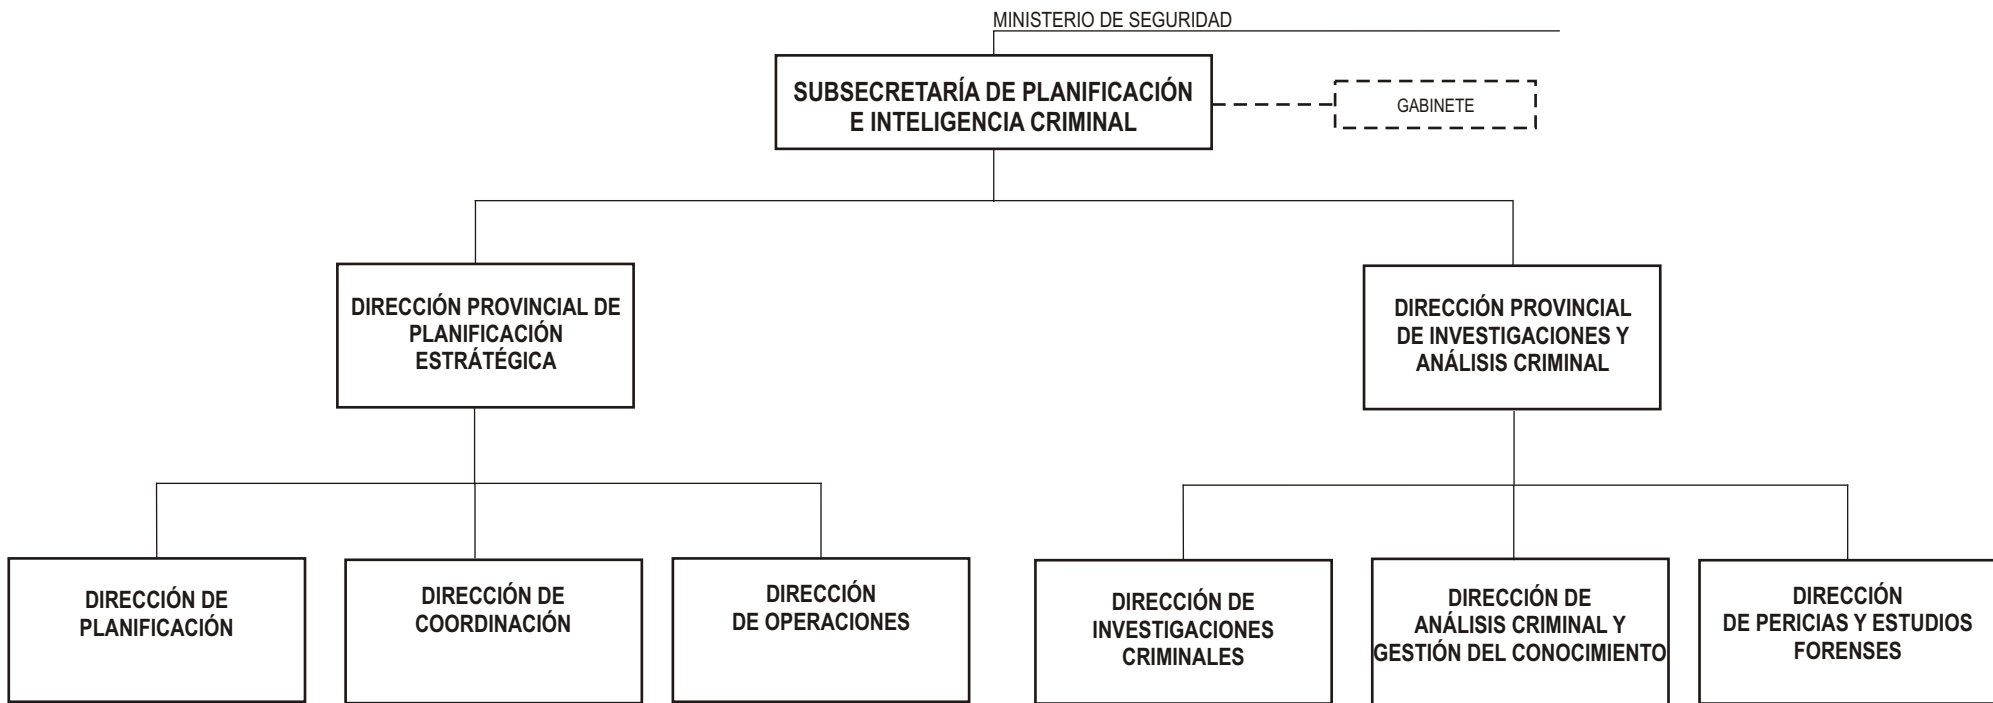 MINISTERIO DE SEGURIDAD
SUBSECRETARÍA DE PLANIFICACIÓN
E INTELIGENCIA CRIMINAL
GABINETE
DIRECCIÓN PROVINCIAL DE
PLANIFICACIÓN
ESTRÁTÉGICA
DIRECCIÓN PROVINCIAL
DE INVESTIGACIONES Y
ANÁLISIS CRIMINAL
DIRECCIÓN DE
PLANIFICACIÓN
DIRECCIÓN DE
COORDINACIÓN
DIRECCIÓN
DE OPERACIONES
DIRECCIÓN DE
INVESTIGACIONES
CRIMINALES
DIRECCIÓN DE
ANÁLISIS CRIMINAL Y
GESTIÓN DEL CONOCIMIENTO
DIRECCIÓN
DE PERICIAS Y ESTUDIOS
FORENSES